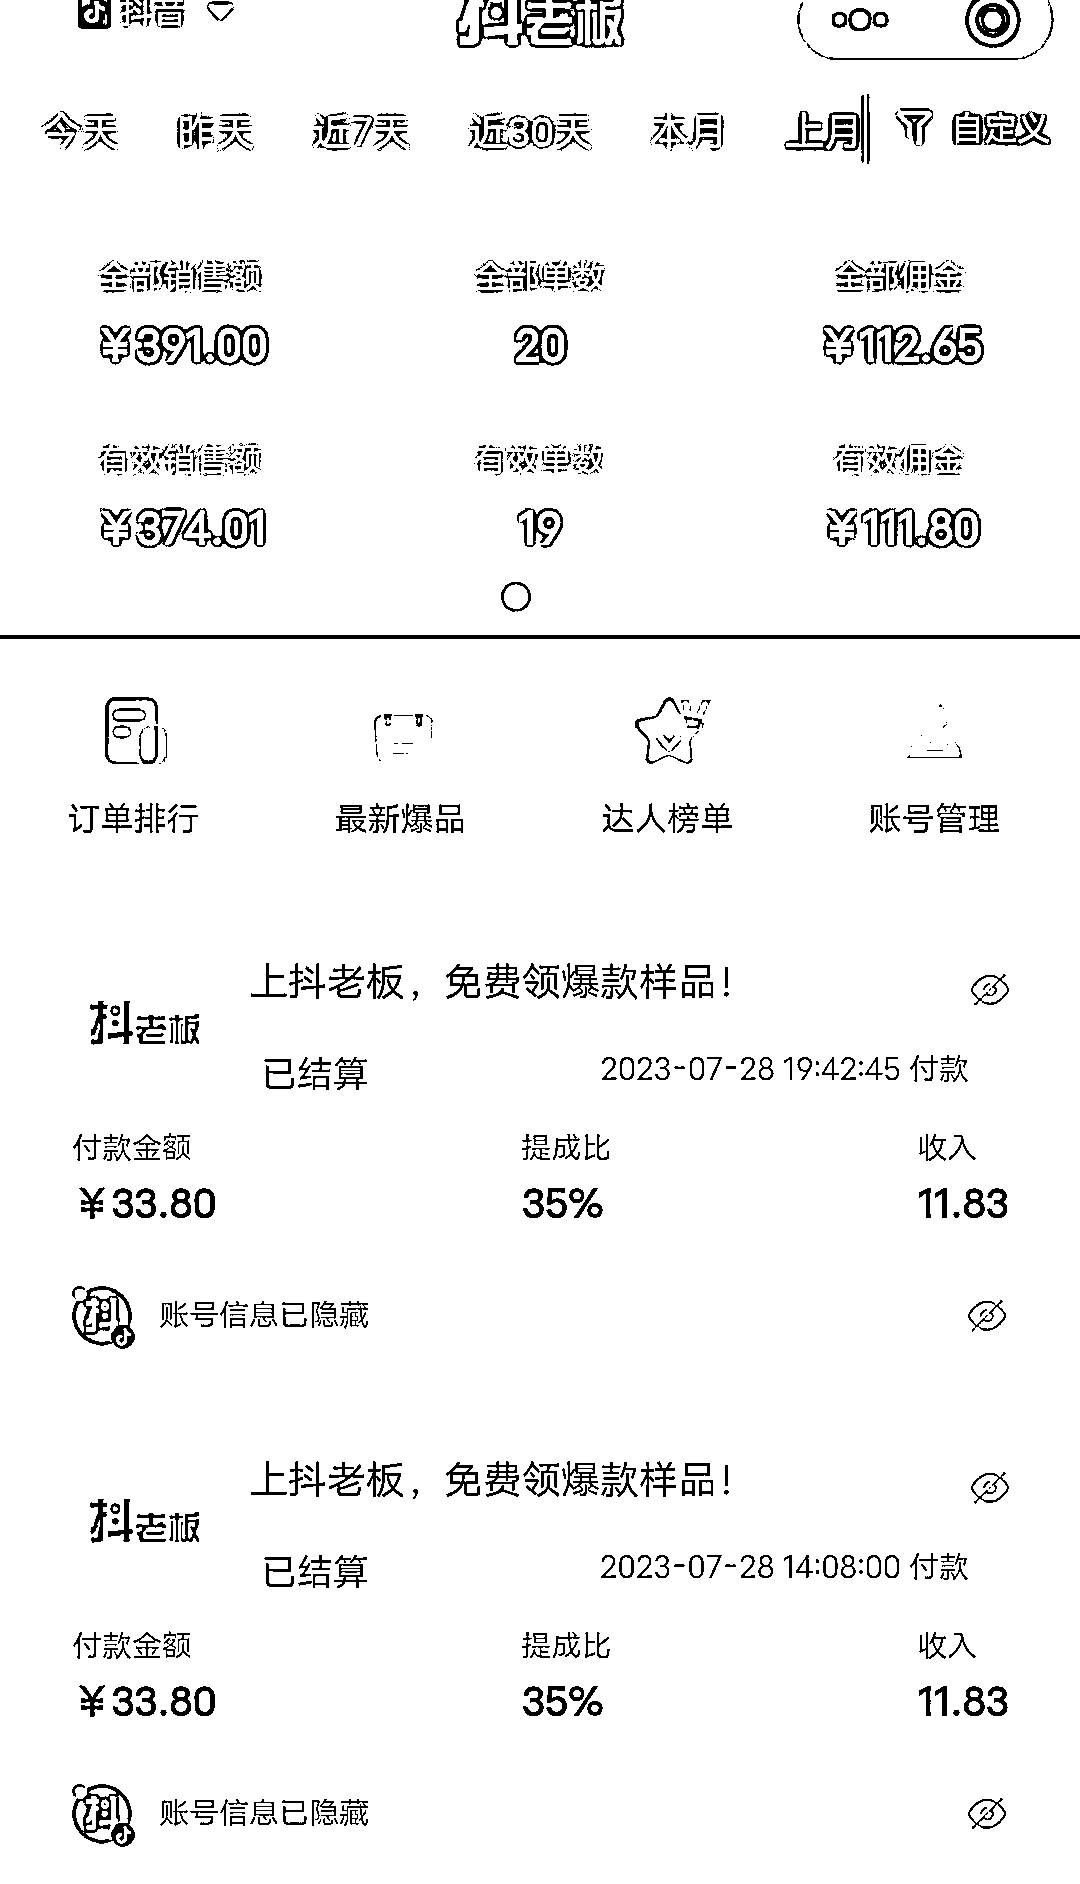 抖音
抖老板
今天 昨天 近7天 近30天 本月 上月 自定义
全部销售额 全部单数 全部佣金
¥391.00 20 ¥112.65
有效销售额 有效单数 有效佣金
¥374.01 19 ¥111.80
订单排行 最新爆品 达人榜单 账号管理
上抖老板，免费领爆款样品！
抖老板
已结算 2023-07-28 19:42:45 付款
付款金额 提成比 收入
¥33.80 35% 11.83
账号信息已隐藏
上抖老板，免费领爆款样品！
抖老板
已结算 2023-07-28 14:08:00 付款
付款金额 提成比 收入
¥33.80 35% 11.83
账号信息已隐藏